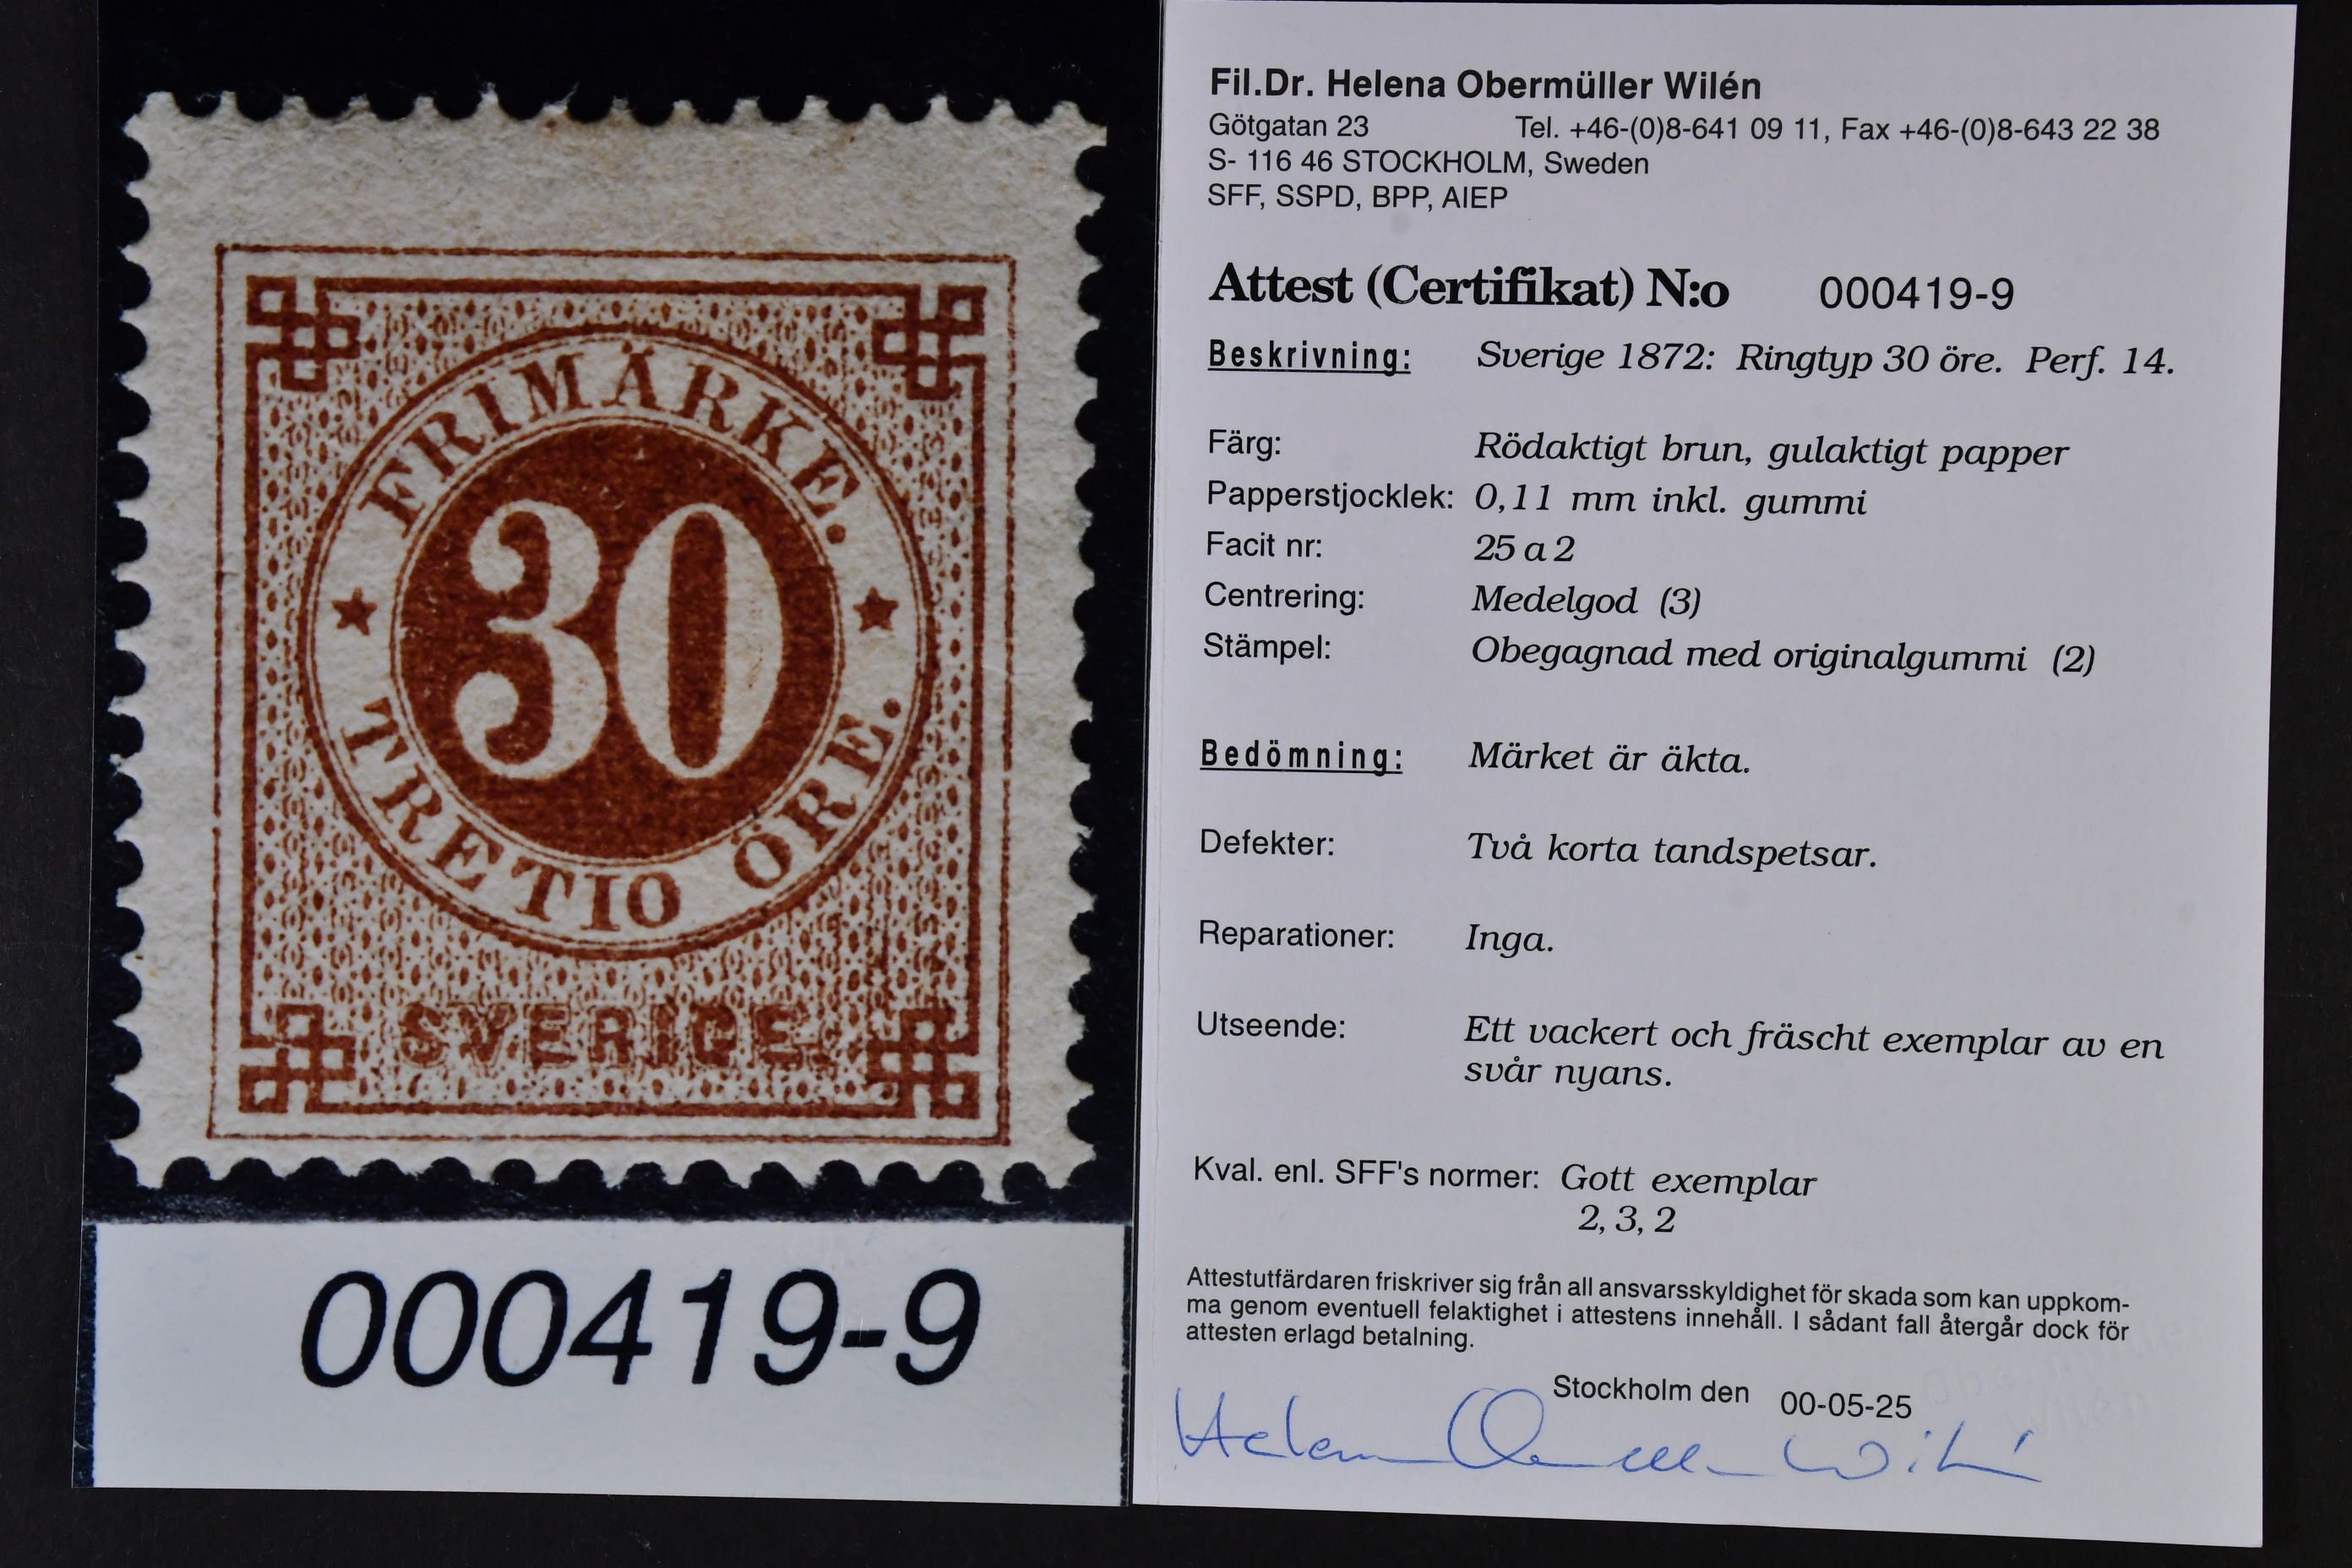 FRIMÄRKE.
30
TRETIO ÖRE.
SVERIGE.
000419-9
Fil.Dr. Helena Obermüller Wilén
Götgatan 23 Tel. +46-(0)8-641 09 11, Fax +46-(0)8-643 22 38
S- 116 46 STOCKHOLM, Sweden
SFF, SSPD, BPP, AIEP
Attest (Certifikat) N:o 000419-9
Beskrivning: Sverige 1872: Ringtyp 30 öre. Perf. 14.
Färg: Rödaktigt brun, gulaktigt papper
Papperstjocklek: 0,11 mm inkl. gummi
Facit nr: 25 a 2
Centrering: Medelgod (3)
Stämpel: Obegagnad med originalgummi (2)
Bedömning: Märket är äkta.
Defekter: Två korta tandspetsar.
Reparationer: Inga.
Utseende: Ett vackert och fräscht exemplar av en
svår nyans.
Kval. enl. SFF's normer: Gott exemplar
2, 3, 2
Attestutfärdaren friskriver sig från all ansvarsskyldighet för skada som kan uppkom-
ma genom eventuell felaktighet i attestens innehåll. I sådant fall återgår dock för
attesten erlagd betalning.
Stockholm den 00-05-25
Helena Obermüller Wilén